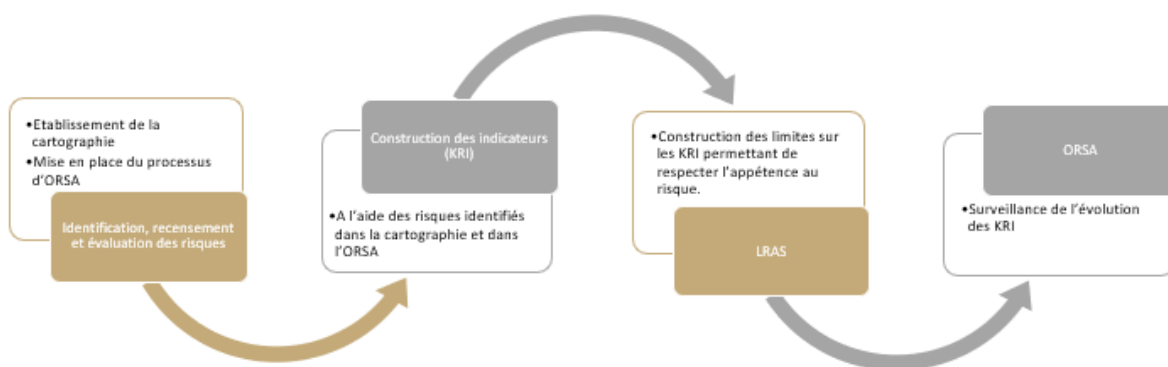 •Etablissement de la
cartographie
•Mise en place du processus
d'ORSA
Identification, recensement
et évaluation des risques
Construction des indicateurs
(KRI)
•A l'aide des risques identifiés
dans la cartographie et dans
l'ORSA
•Construction des limites sur
les KRI permettant de
respecter l'appétence au
risque.
LRAS
ORSA
•Surveillance de l'évolution
des KRI